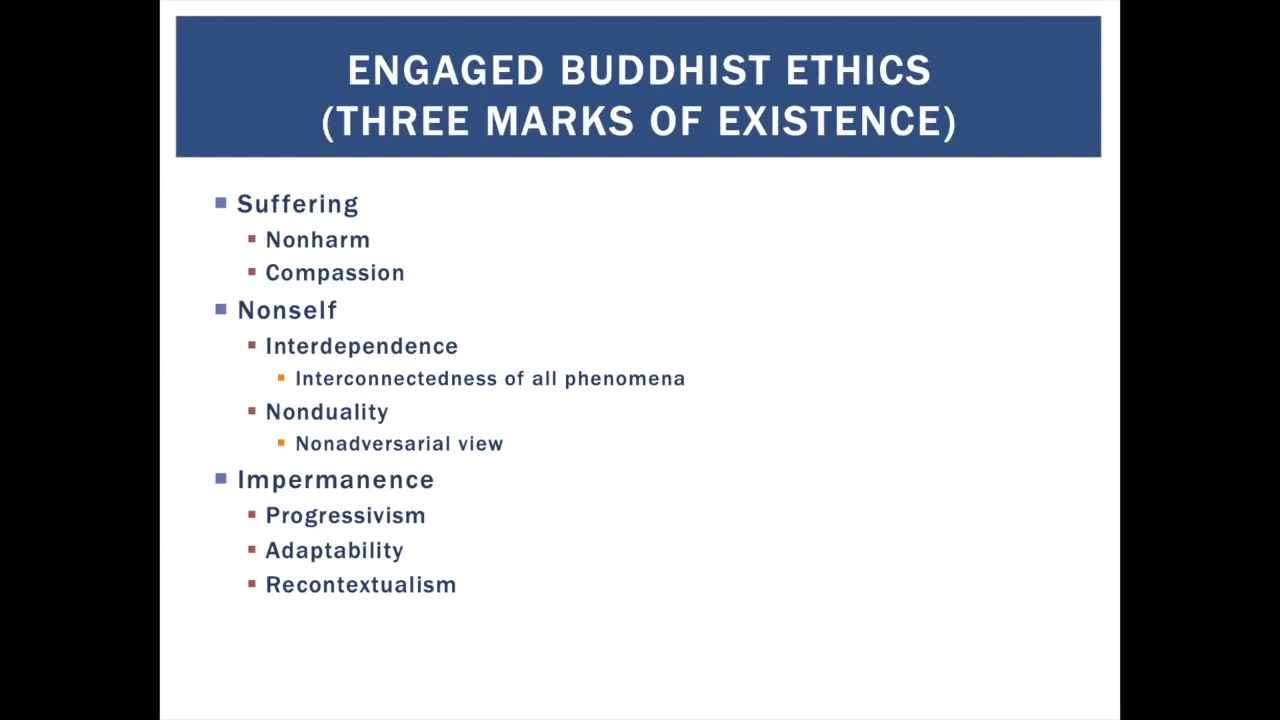 ENGAGED BUDDHIST ETHICS
(THREE MARKS OF EXISTENCE)
Suffering
Nonharm
Compassion
Nonself
Interdependence
Interconnectedness of all phenomena
Nonduality
Nonadversarial view
Impermanence
Progressivism
Adaptability
Recontextualism